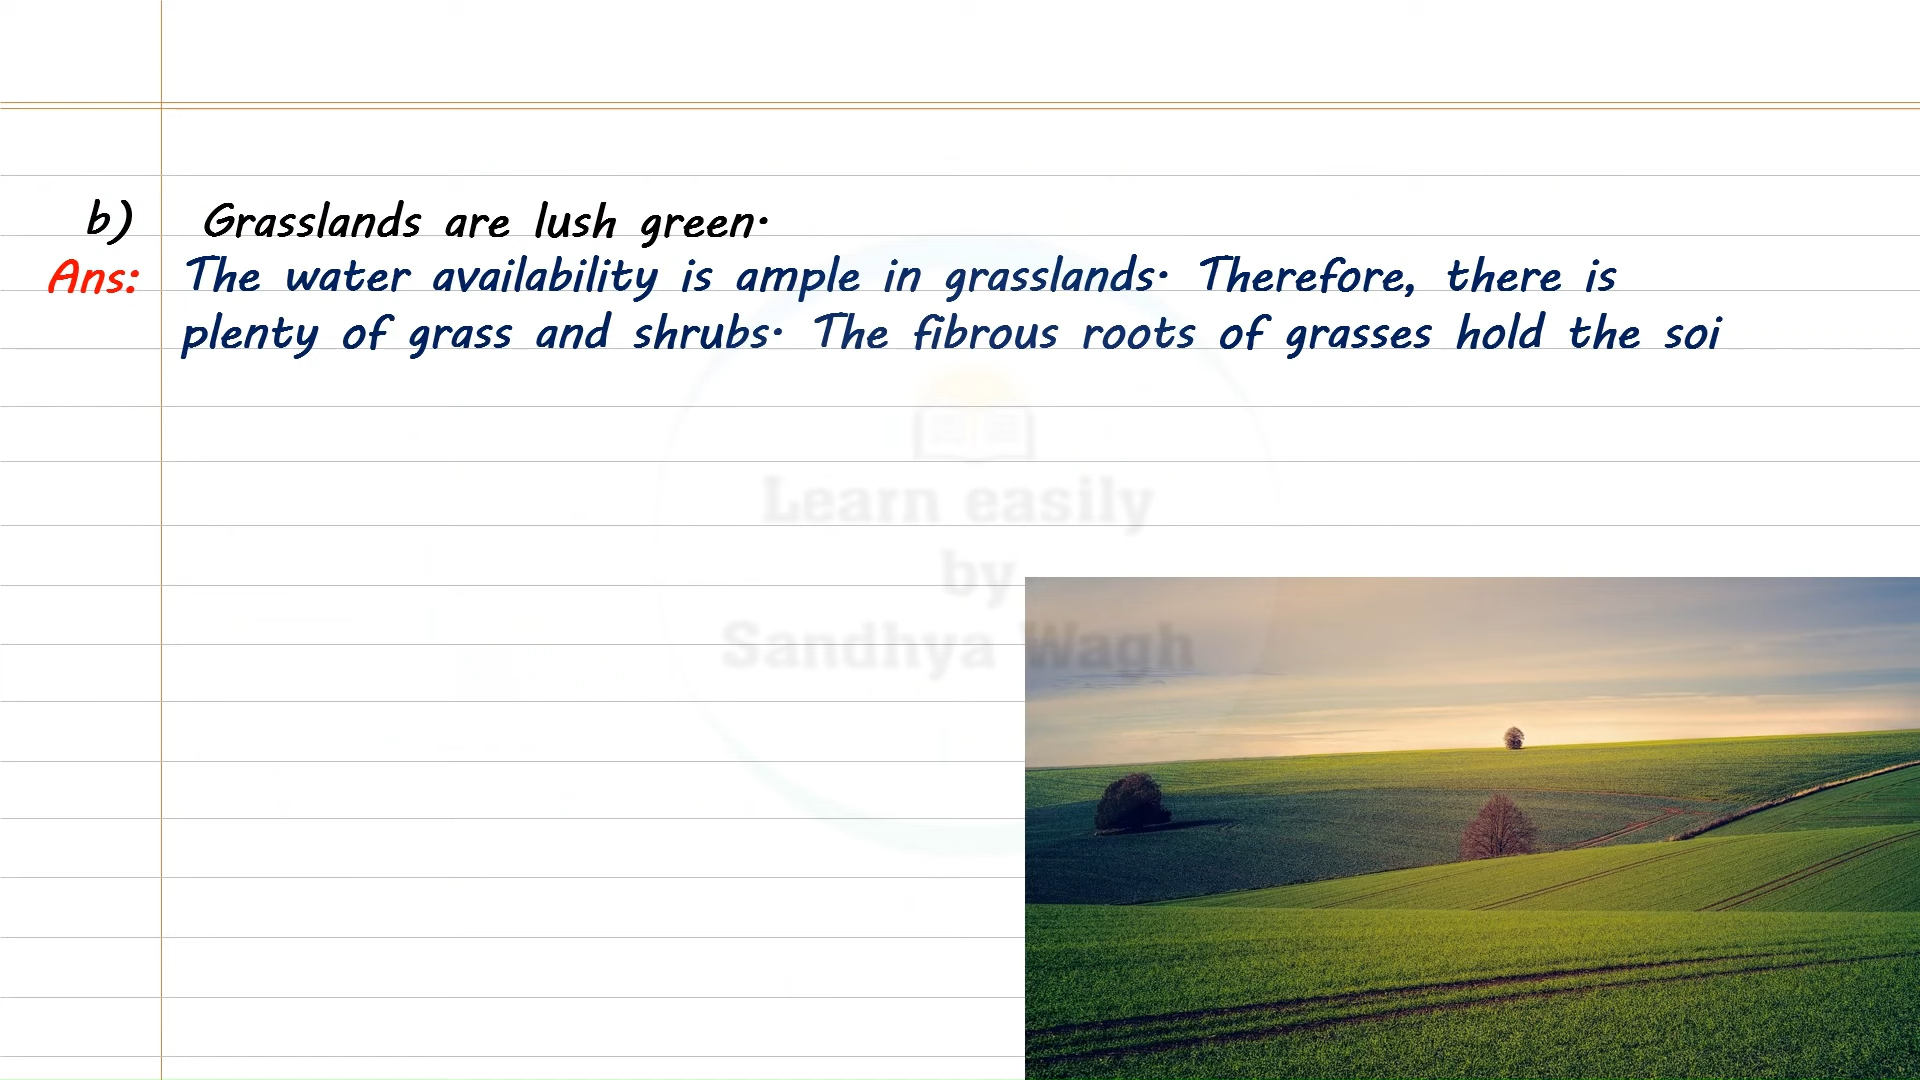 b) Grasslands are lush green.
Ans: The water availability is ample in grasslands. Therefore, there is
plenty of grass and shrubs. The fibrous roots of grasses hold the soi
Learn easily
by
Sandhya Wagh